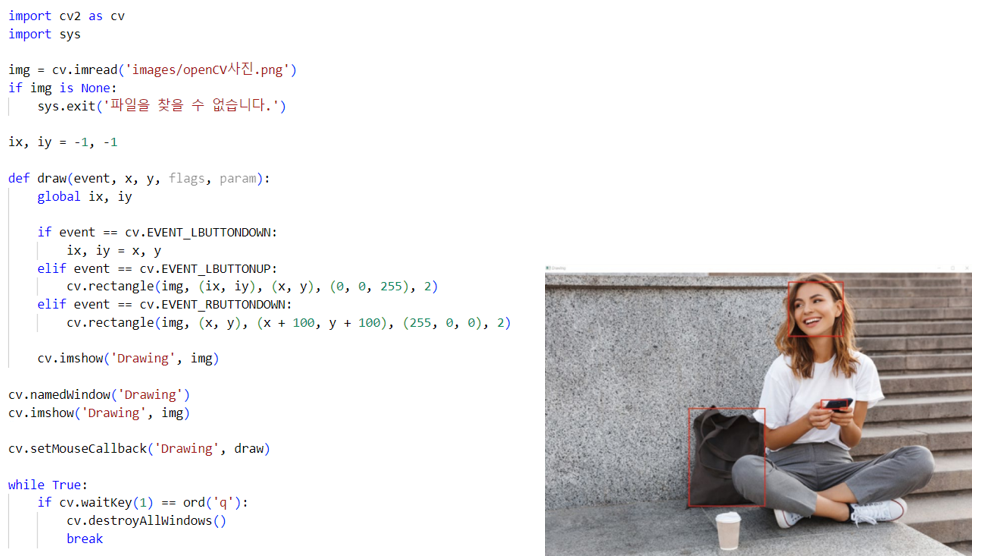 import cv2 as cv
import sys
img = cv.imread('images/openCV사진.png')
if img is None:
sys.exit('파일을 찾을 수 없습니다.')
ix, iy = -1, -1
def draw(event, x, y, flags, param):
global ix, iy
if event == cv.EVENT_LBUTTONDOWN:
ix, iy = x, y
elif event == cv.EVENT_LBUTTONUP:
cv.rectangle(img, (ix, iy), (x, y), (0, 0, 255), 2)
elif event == cv.EVENT_RBUTTONDOWN:
cv.rectangle(img, (x, y), (x + 100, y + 100), (255, 0, 0), 2)
cv.imshow('Drawing', img)
cv.namedWindow('Drawing')
cv.imshow('Drawing', img)
cv.setMouseCallback('Drawing', draw)
while True:
if cv.waitKey(1) == ord('q'):
cv.destroyAllWindows()
break